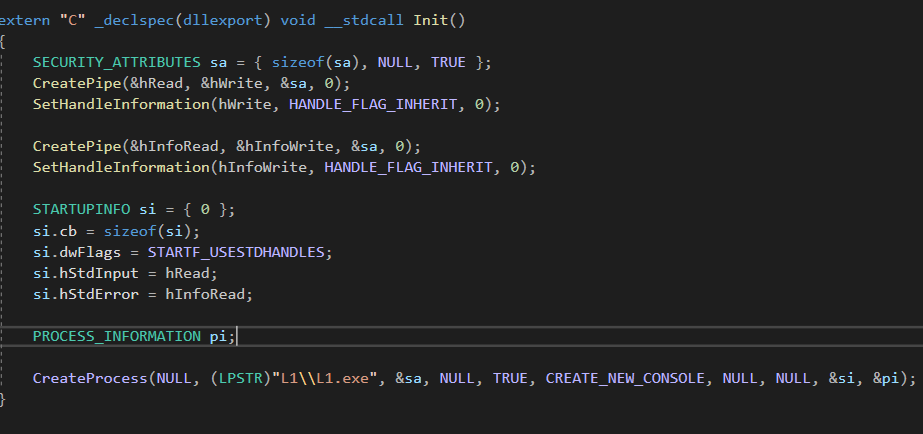 extern "C" _declspec(dllexport) void __stdcall Init()
{
SECURITY_ATTRIBUTES sa = { sizeof(sa), NULL, TRUE };
CreatePipe(&hRead, &hWrite, &sa, 0);
SetHandleInformation(hWrite, HANDLE_FLAG_INHERIT, 0);
CreatePipe(&hInfoRead, &hInfoWrite, &sa, 0);
SetHandleInformation(hInfoWrite, HANDLE_FLAG_INHERIT, 0);
STARTUPINFO si = { 0 };
si.cb = sizeof(si);
si.dwFlags = STARTF_USESTDHANDLES;
si.hStdInput = hRead;
si.hStdError = hInfoRead;
PROCESS_INFORMATION pi;
CreateProcess(NULL, (LPSTR)"L1\\L1.exe", &sa, NULL, TRUE, CREATE_NEW_CONSOLE, NULL, NULL, &si, &pi);
}